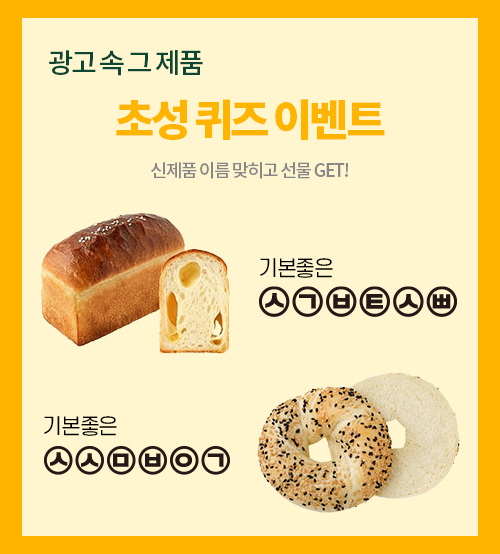 광고 속 그 제품
초성 퀴즈 이벤트
신제품 이름 맞히고 선물 GET!
기본좋은
ㅅㄱㅂㅌㅅㅃ
기본좋은
ㅅㅅㅁㅂㅇㄱ